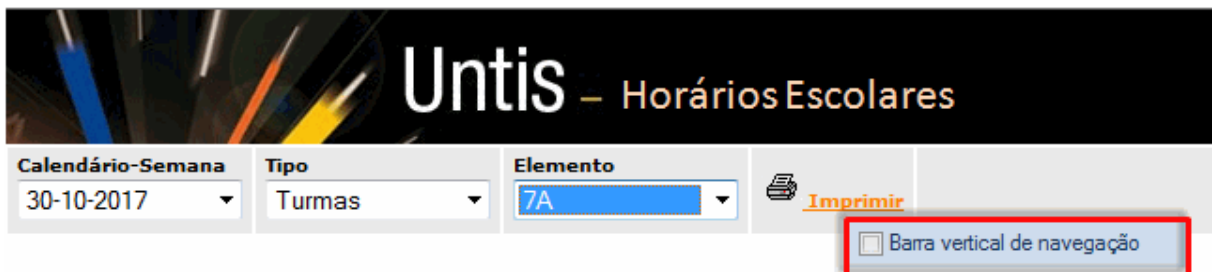 Untis – Horários Escolares
Calendário-Semana Tipo Elemento
30-10-2017 Turmas 7A Imprimir
Barra vertical de navegação